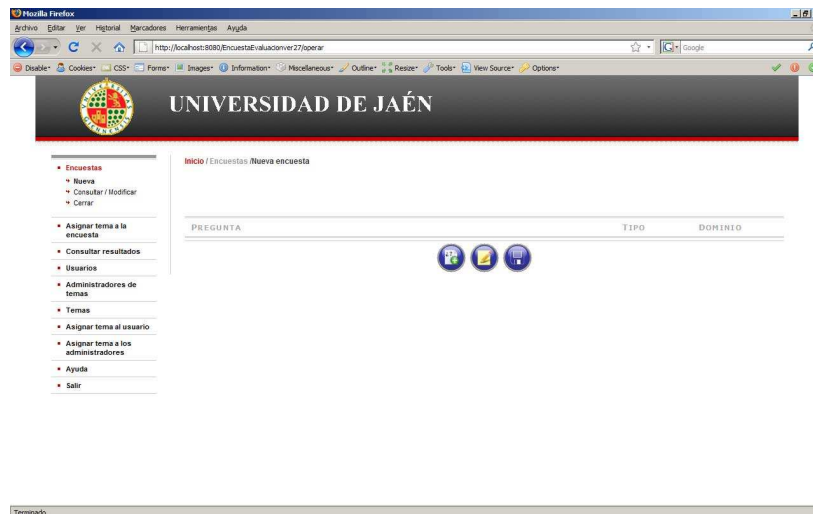 Mozilla Firefox
Archivo Editar Ver Historial Marcadores Herramientas Ayuda
http://localhost:8080/EncuestaEvaluacionver27/operar
Google
Disable Cookies CSS Forms Images Information Miscellaneous Outline Resize Tools View Source Options
UNIVERSIDAD DE JAÉN
Inicio / Encuestas /Nueva encuesta
Encuestas
Nueva
Consultar / Modificar
Cerrar
Asignar tema a la
encuesta
Consultar resultados
Usuarios
Administradores de
temas
Temas
Asignar tema al usuario
Asignar tema a los
administradores
Ayuda
Salir
PREGUNTA TIPO DOMINIO
Terminado